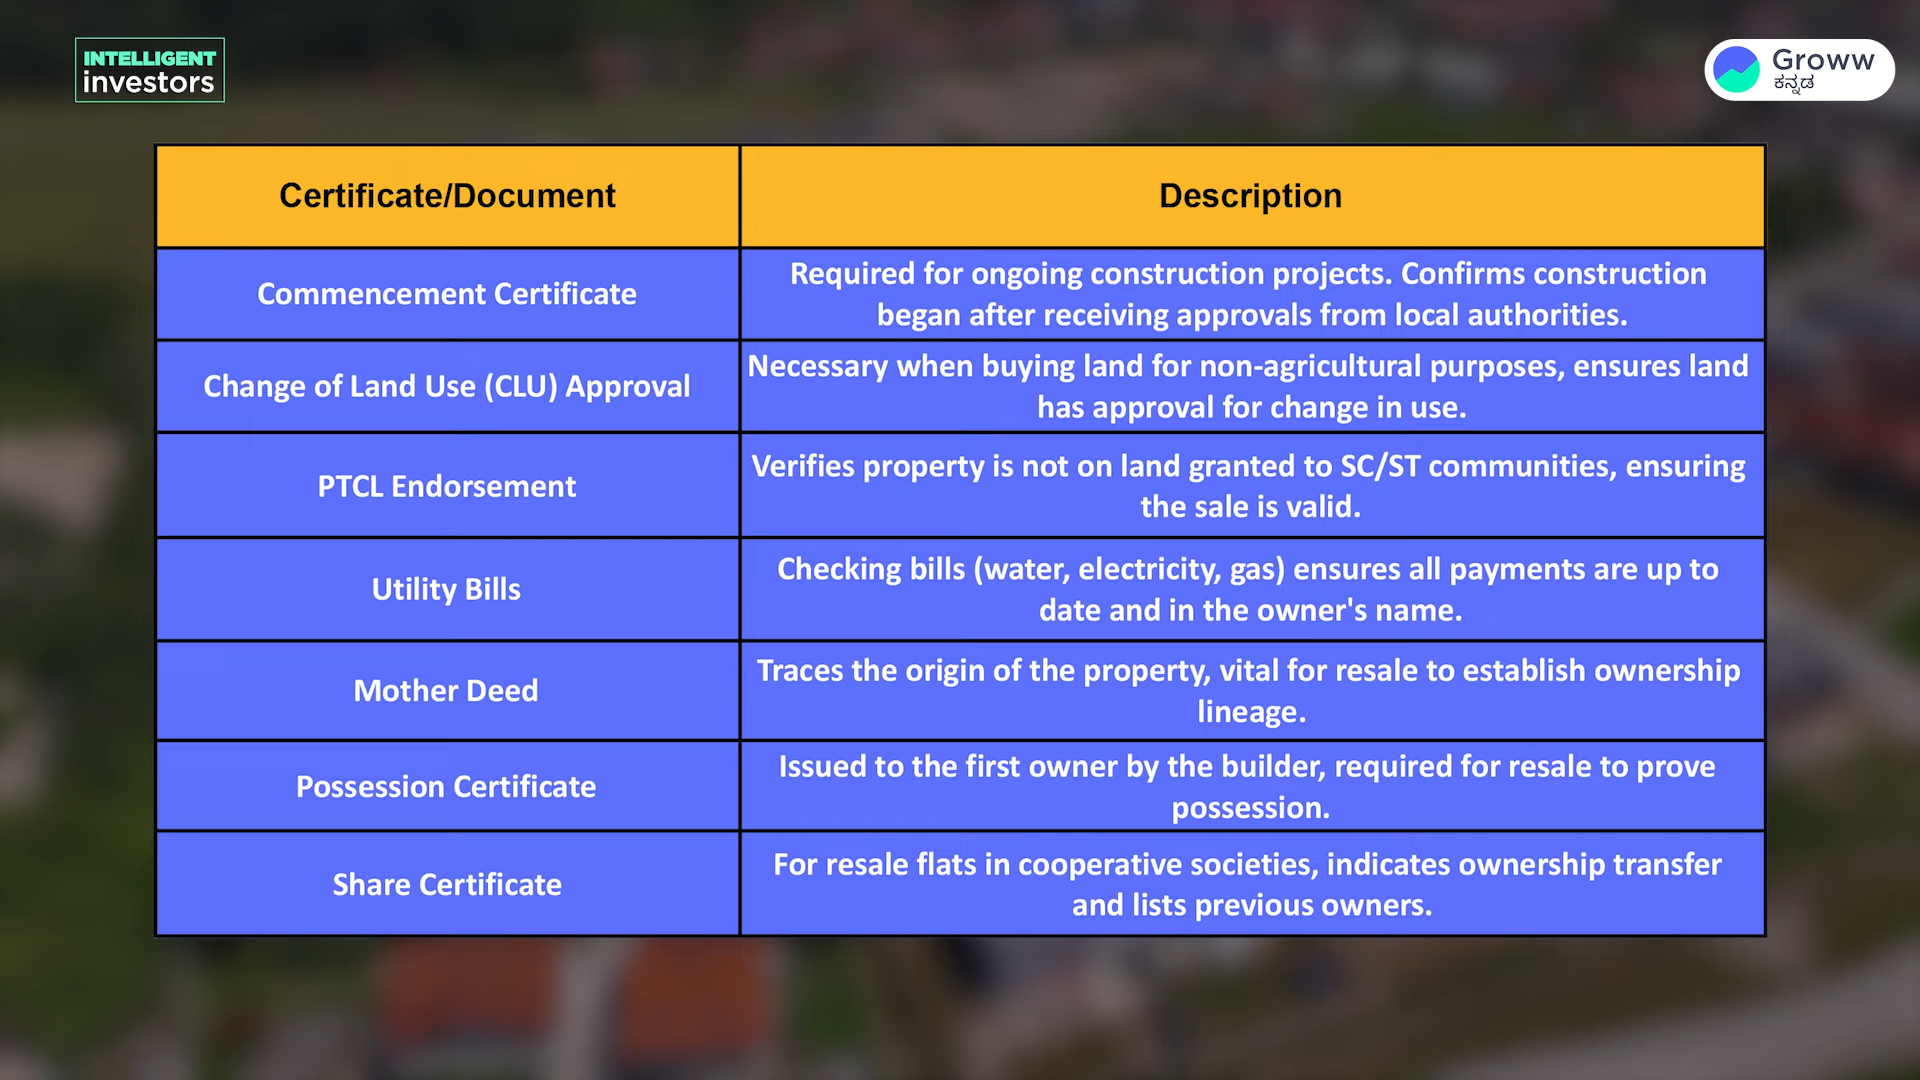 INTELLIGENT
investors
Groww
ಕನ್ನಡ
Certificate/Document
Description
Commencement Certificate
Required for ongoing construction projects. Confirms construction
began after receiving approvals from local authorities.
Change of Land Use (CLU) Approval
Necessary when buying land for non-agricultural purposes, ensures land
has approval for change in use.
PTCL Endorsement
Verifies property is not on land granted to SC/ST communities, ensuring
the sale is valid.
Utility Bills
Checking bills (water, electricity, gas) ensures all payments are up to
date and in the owner's name.
Mother Deed
Traces the origin of the property, vital for resale to establish ownership
lineage.
Possession Certificate
Issued to the first owner by the builder, required for resale to prove
possession.
Share Certificate
For resale flats in cooperative societies, indicates ownership transfer
and lists previous owners.